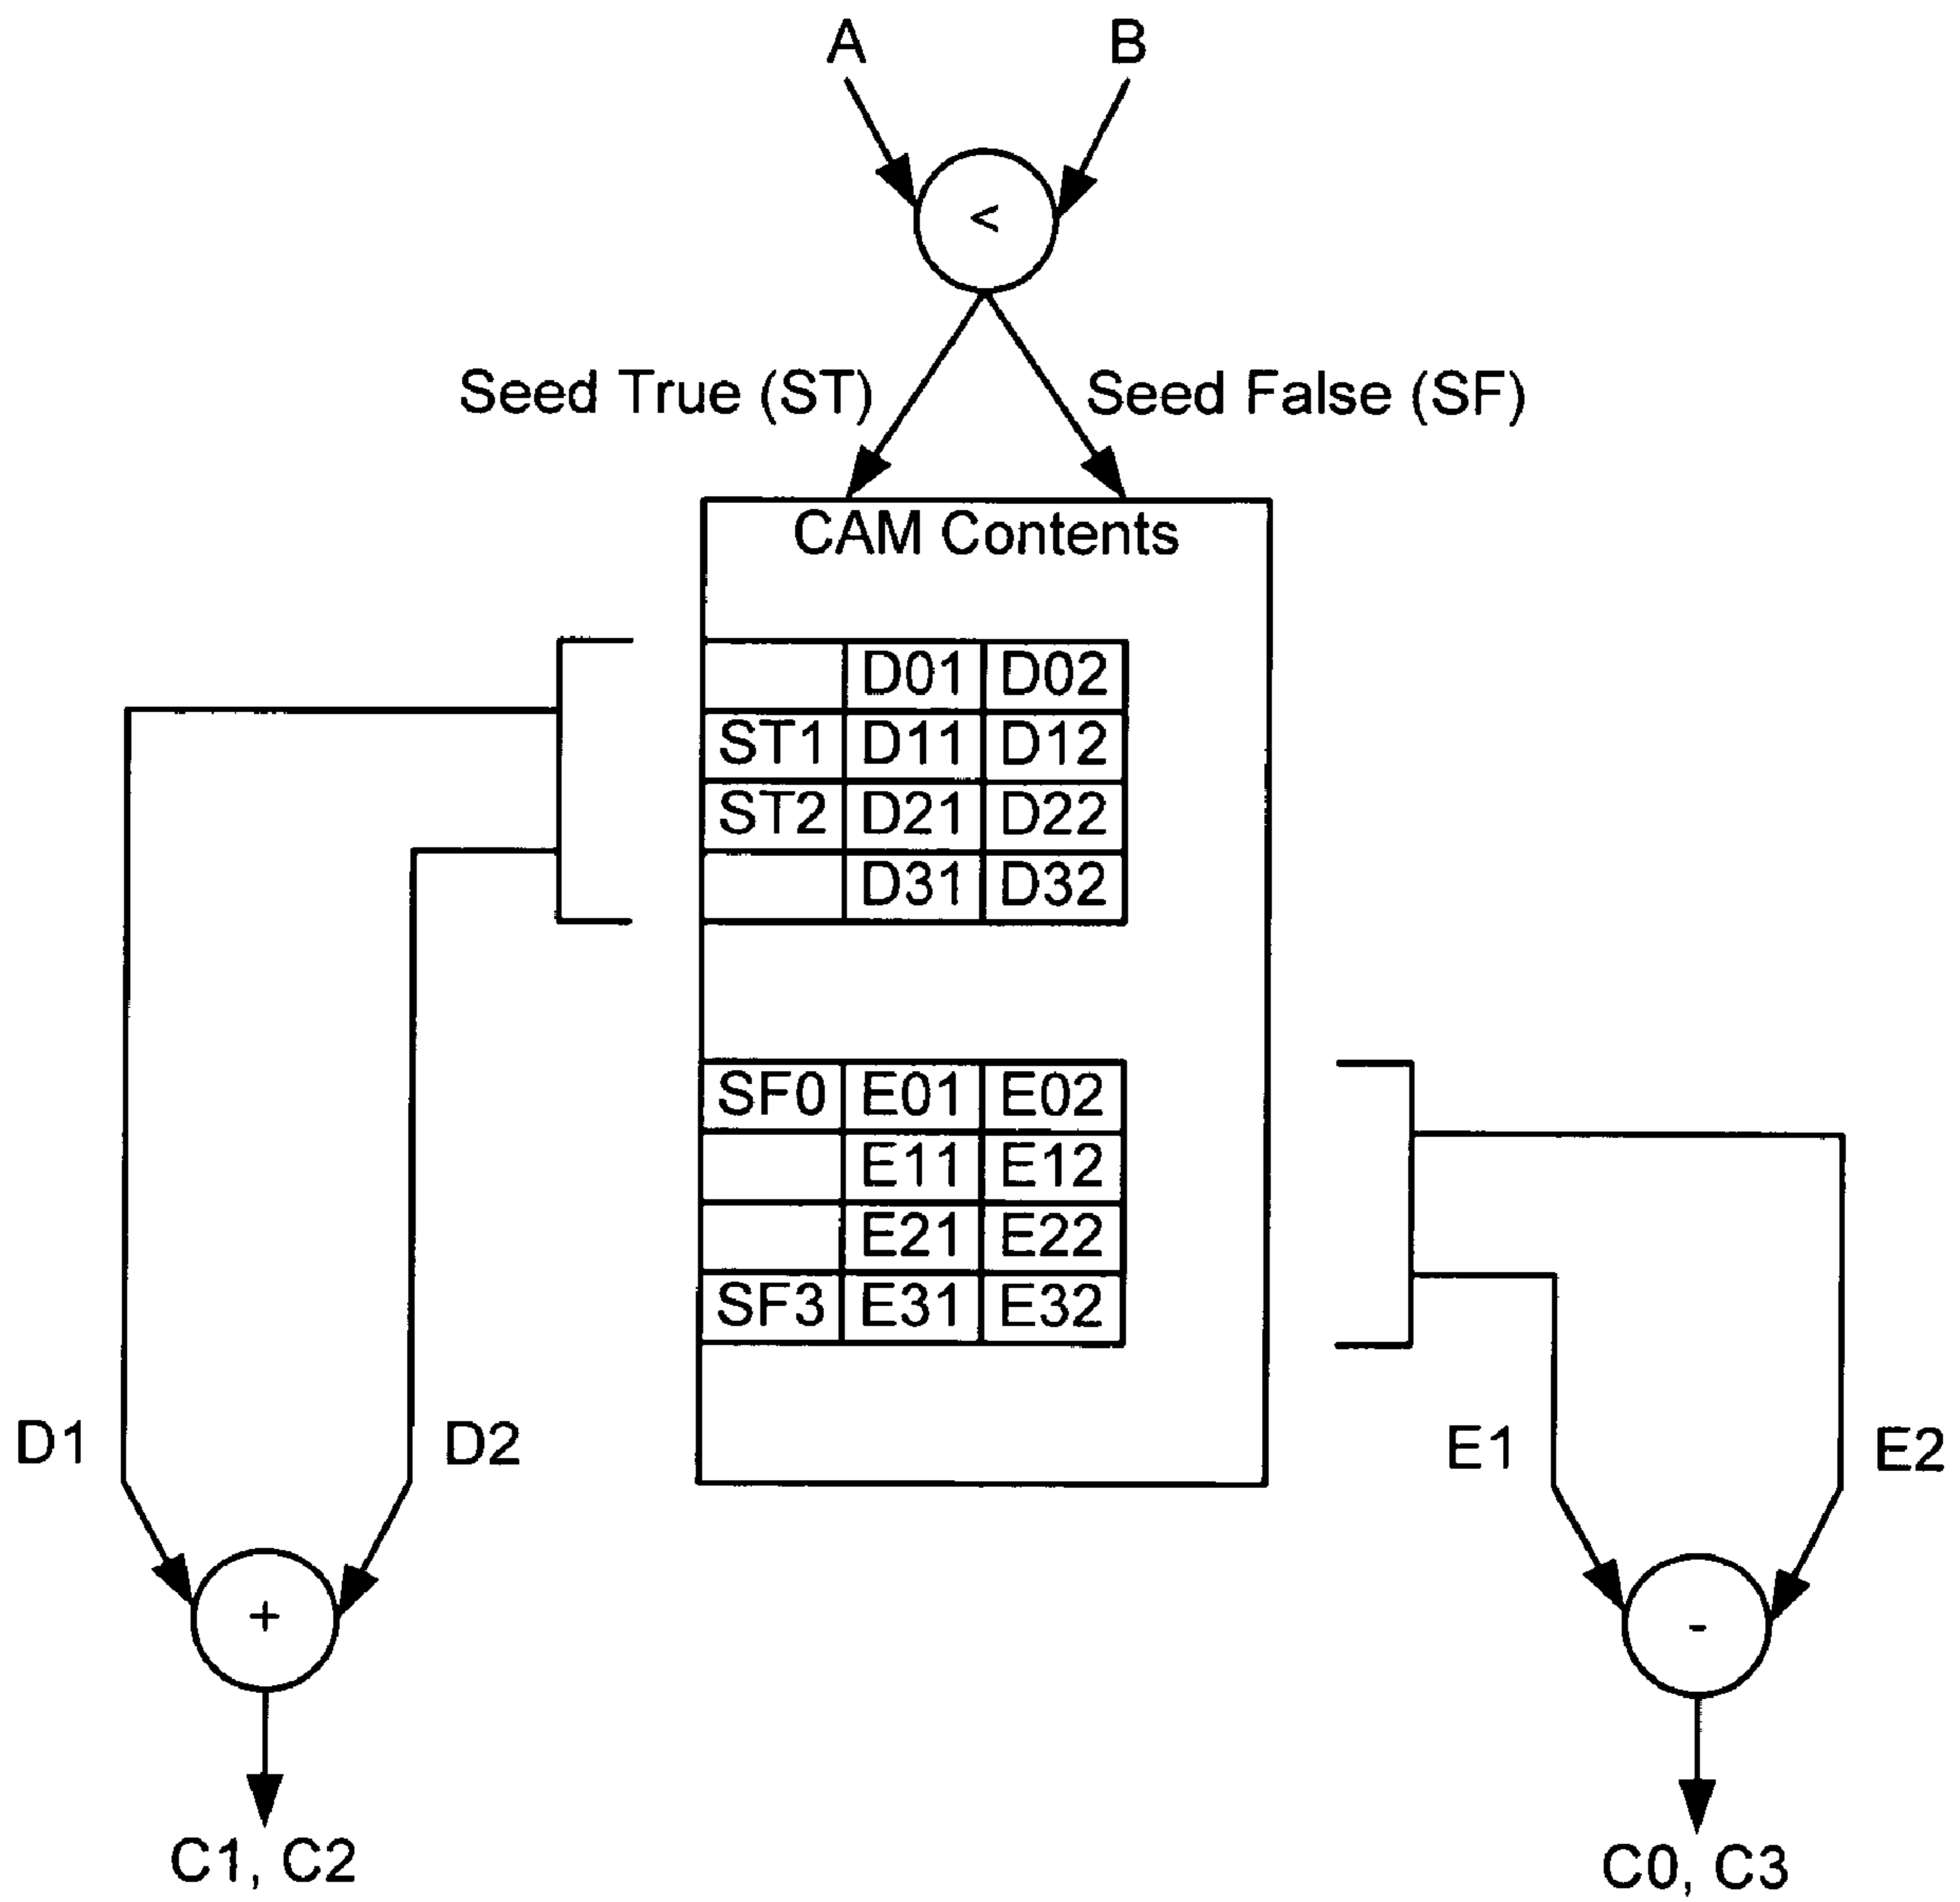 A B
<
Seed True (ST) Seed False (SF)
CAM Contents
D01 D02
ST1 D11 D12
ST2 D21 D22
D31 D32
SF0 E01 E02
E11 E12
E21 E22
SF3 E31 E32
D1 D2 E1 E2
+ -
C1, C2 C0, C3